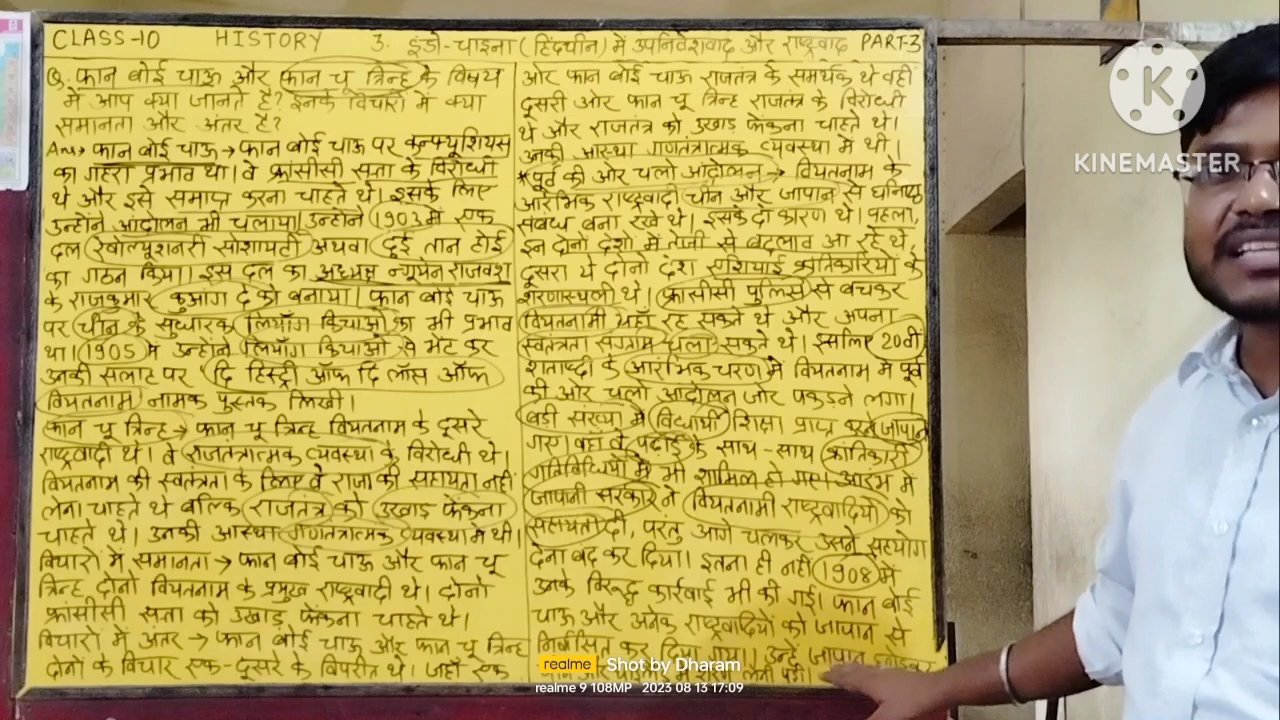 CLASS-10 HISTORY 3. इंडो-चाइना (हिंदचीन) में उपनिवेशवाद और राष्ट्रवाद PART-3
Q. फान बोई चाऊ और फान चू त्रिन्ह के विषय
में आप क्या जानते हैं? इनके विचारों में क्या
समानता और अंतर है?
Ans→ फान बोई चाऊ → फान बोई चाऊ पर कन्फ्यूशियस
का गहरा प्रभाव था। वे फ्रांसीसी सत्ता के विरोधी
थे और इसे समाप्त करना चाहते थे। इसके लिए
उन्होंने आंदोलन भी चलाया। उन्होंने 1903 में एक
दल रेवोल्यूशनरी सोसायटी अथवा दुई तान होई
का गठन किया। इस दल का अध्यक्ष न्यूयेन राजवंश
के राजकुमार कुआंग दे को बनाया। फान बोई चाऊ
पर चीन के सुधारक लियाँग किचाओ का भी प्रभाव
था। 1905 में उन्होंने लियाँग किचाओ से भेंट कर
उनकी सलाह पर 'दि हिस्ट्री ऑफ दि लॉस ऑफ
वियतनाम नामक पुस्तक लिखी।
फान चू त्रिन्ह → फान चू त्रिन्ह वियतनाम के दूसरे
राष्ट्रवादी थे। वे राजतंत्रात्मक व्यवस्था के विरोधी थे।
वियतनाम की स्वतंत्रता के लिए वे राजा की सहायता नहीं
लेना चाहते थे बल्कि राजतंत्र को उखाड़ फेंकना
चाहते थे। उनकी आस्था गणतंत्रात्मक व्यवस्था में थी।
विचारों में समानता → फान बोई चाऊ और फान चू
त्रिन्ह दोनों वियतनाम के प्रमुख राष्ट्रवादी थे। दोनों
फ्रांसीसी सत्ता को उखाड़ फेंकना चाहते थे।
विचारों में अंतर → फान बोई चाऊ और फान चू त्रिन्ह
दोनों के विचार एक-दूसरे के विपरीत थे। जहाँ एक
ओर फान बोई चाऊ राजतंत्र के समर्थक थे वहीं
दूसरी ओर फान चू त्रिन्ह राजतंत्र के विरोधी
थे और राजतंत्र को उखाड़ फेंकना चाहते थे।
उनकी आस्था गणतंत्रात्मक व्यवस्था में थी।
*पूर्व की ओर चलो आंदोलन → वियतनाम के
आरंभिक राष्ट्रवादी चीन और जापान से घनिष्ठ
संबंध बना रखे थे। इसके दो कारण थे। पहला,
इन दोनों देशों में तेजी से बदलाव आ रहे थे,
दूसरा ये दोनों देश एशियाई क्रांतिकारियों के
शरणास्थली थे। फ्रांसीसी पुलिस से बचकर
वियतनामी यहाँ रह सकते थे और अपना
स्वतंत्रता संग्राम चला सकते थे। इसलिए 20वीं
शताब्दी के आरंभिक चरण में वियतनाम में पूर्व
की ओर चलो आंदोलन जोर पकड़ने लगा।
बड़ी संख्या में विद्यार्थी शिक्षा प्राप्त करने जापान
गए। वहां वे पढ़ाई के साथ-साथ क्रांतिकारी
गतिविधियों में भी शामिल हो गए। आरंभ में
जापानी सरकार ने वियतनामी राष्ट्रवादियों को
सहायता दी, परंतु आगे चलकर उसने सहयोग
देना बंद कर दिया। इतना ही नहीं 1908 में
उनके विरुद्ध कार्रवाई भी की गई। फान बोई
चाऊ और अनेक राष्ट्रवादियों को जापान से
निर्वासित कर दिया गया। उन्हें जापान छोड़कर
और थाईलैंड में शरण लेनी पड़ी।
K
KINEMASTER
realme Shot by Dharam
realme 9 108MP 2023 08 13 17:09